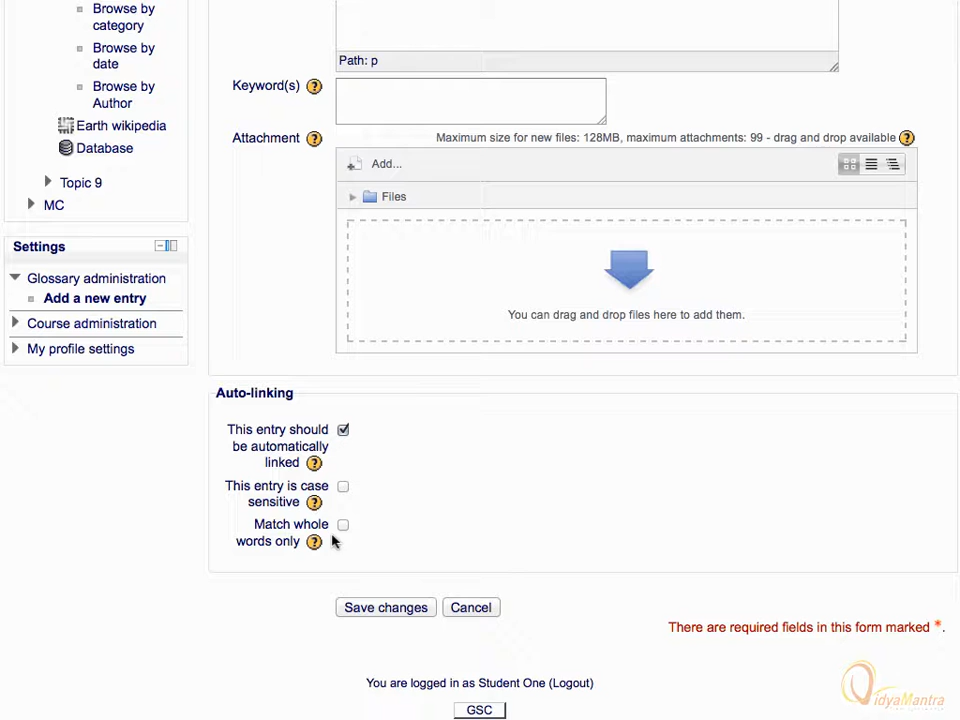 Browse by
category
Browse by
date
Browse by
Author
Earth wikipedia
Database
Topic 9
MC
Settings
Glossary administration
Add a new entry
Course administration
My profile settings
Path: p
Keyword(s)
Attachment
Maximum size for new files: 128MB, maximum attachments: 99 - drag and drop available
Add...
Files
You can drag and drop files here to add them.
Auto-linking
This entry should
be automatically
linked
This entry is case
sensitive
Match whole
words only
Save changes
Cancel
There are required fields in this form marked *.
You are logged in as Student One (Logout)
GSC
VidyaMantra